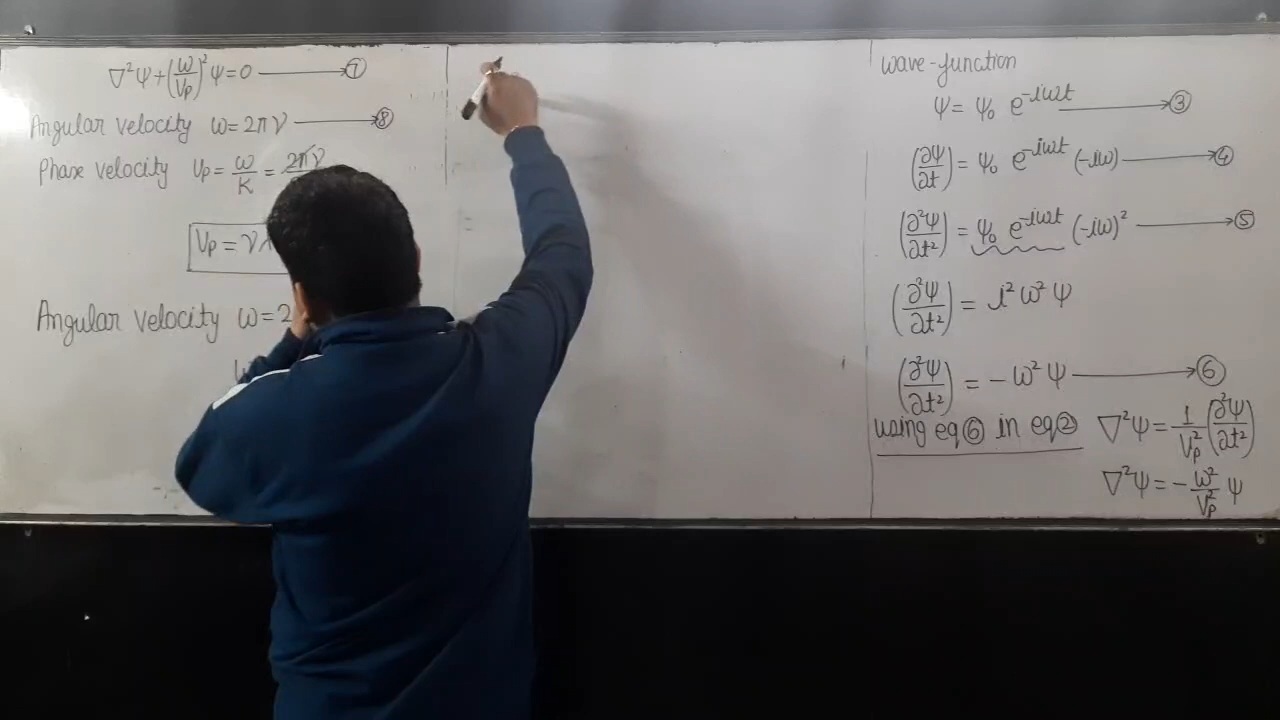 ∇²ψ + (ω/Vp)² ψ = 0 ⟶ ⑦
Angular velocity ω = 2πν ⟶ ⑧
Phase velocity Vp = ω/K = 2πν
Vp = νλ
Angular velocity ω = 2
wave-function
ψ = ψ₀ e^-iωt ⟶ ③
(∂ψ/∂t) = ψ₀ e^-iωt (-iω) ⟶ ④
(∂²ψ/∂t²) = ψ₀ e^-iωt (-iω)² ⟶ ⑤
(∂²ψ/∂t²) = i² ω² ψ
(∂²ψ/∂t²) = - ω² ψ ⟶ ⑥
using eq⑥ in eq② ∇²ψ = 1/Vp² (∂²ψ/∂t²)
∇²ψ = - ω²/Vp² ψ